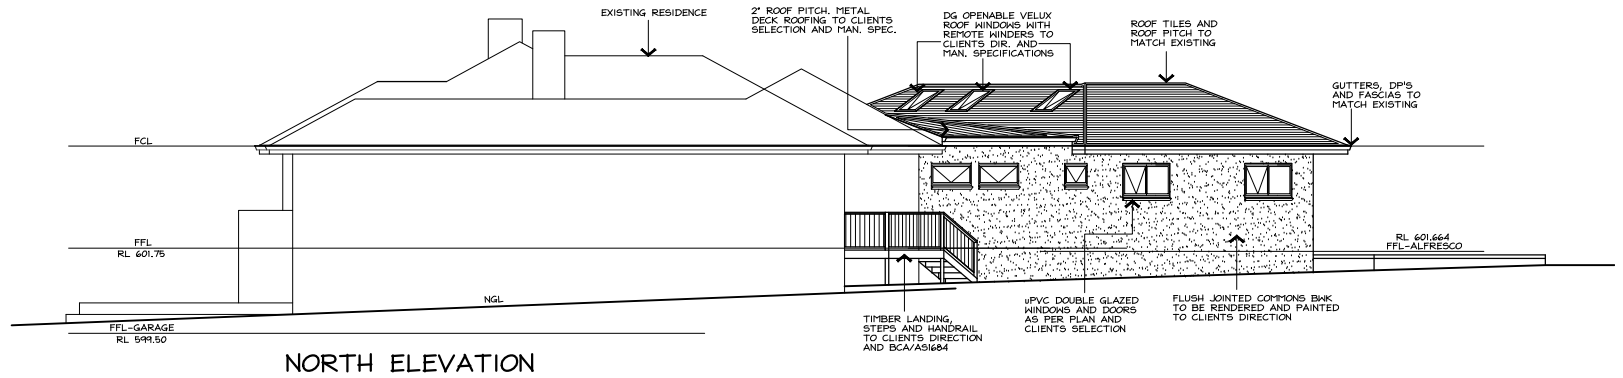 EXISTING RESIDENCE
2° ROOF PITCH. METAL
DECK ROOFING TO CLIENTS
SELECTION AND MAN. SPEC.
DG OPENABLE VELUX
ROOF WINDOWS WITH
REMOTE WINDERS TO
CLIENTS DIR. AND
MAN. SPECIFICATIONS
ROOF TILES AND
ROOF PITCH TO
MATCH EXISTING
GUTTERS, DP'S
AND FASCIAS TO
MATCH EXISTING
FCL
FFL
RL 601.75
RL 601.664
FFL-ALFRESCO
NGL
FFL-GARAGE
RL 599.50
TIMBER LANDING,
STEPS AND HANDRAIL
TO CLIENTS DIRECTION
AND BCA/AS1684
uPVC DOUBLE GLAZED
WINDOWS AND DOORS
AS PER PLAN AND
CLIENTS SELECTION
FLUSH JOINTED COMMONS BWK
TO BE RENDERED AND PAINTED
TO CLIENTS DIRECTION
NORTH ELEVATION